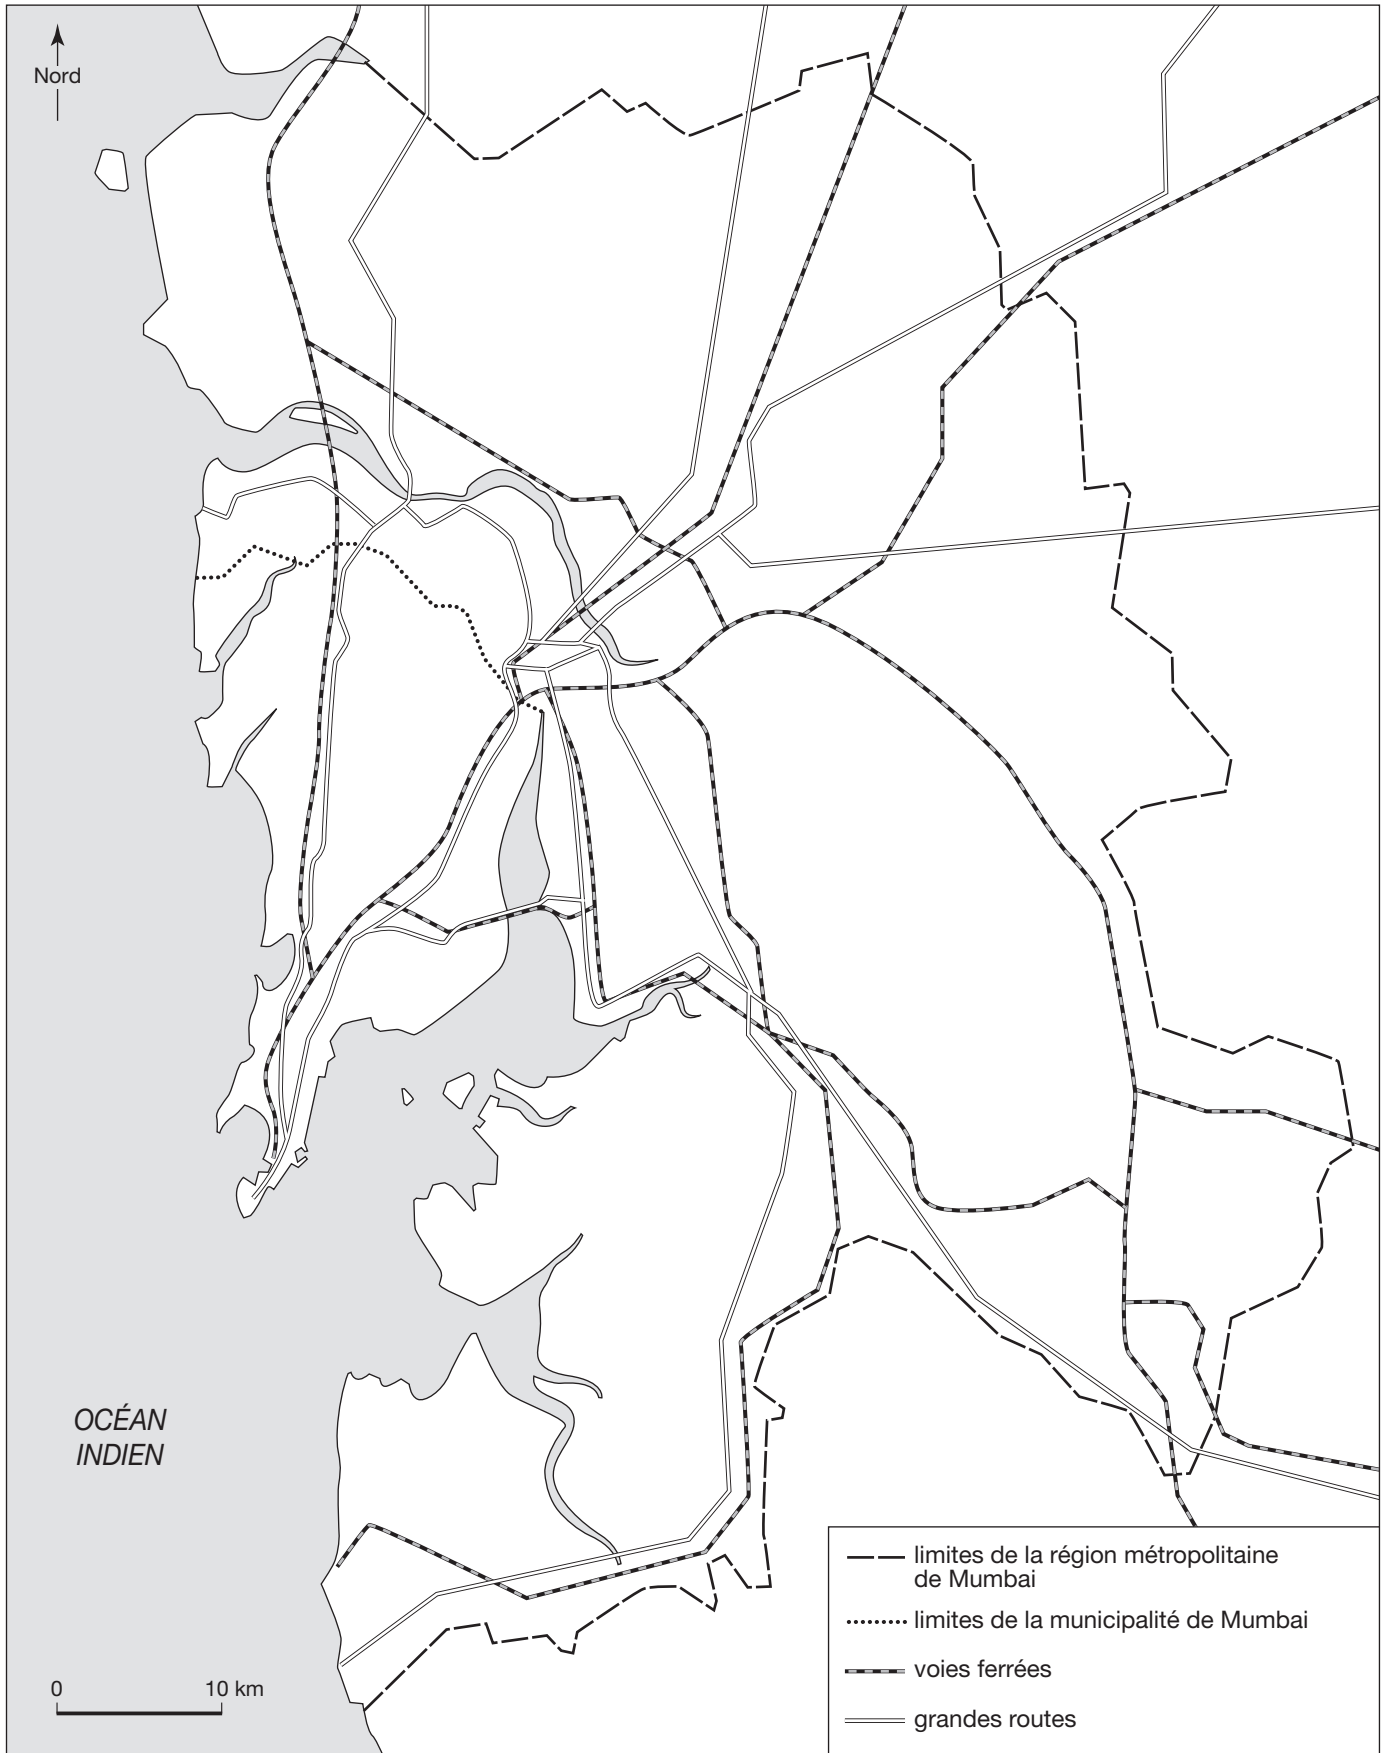 Nord
OCÉAN
INDIEN
0 10 km
limites de la région métropolitaine
de Mumbai
limites de la municipalité de Mumbai
voies ferrées
grandes routes